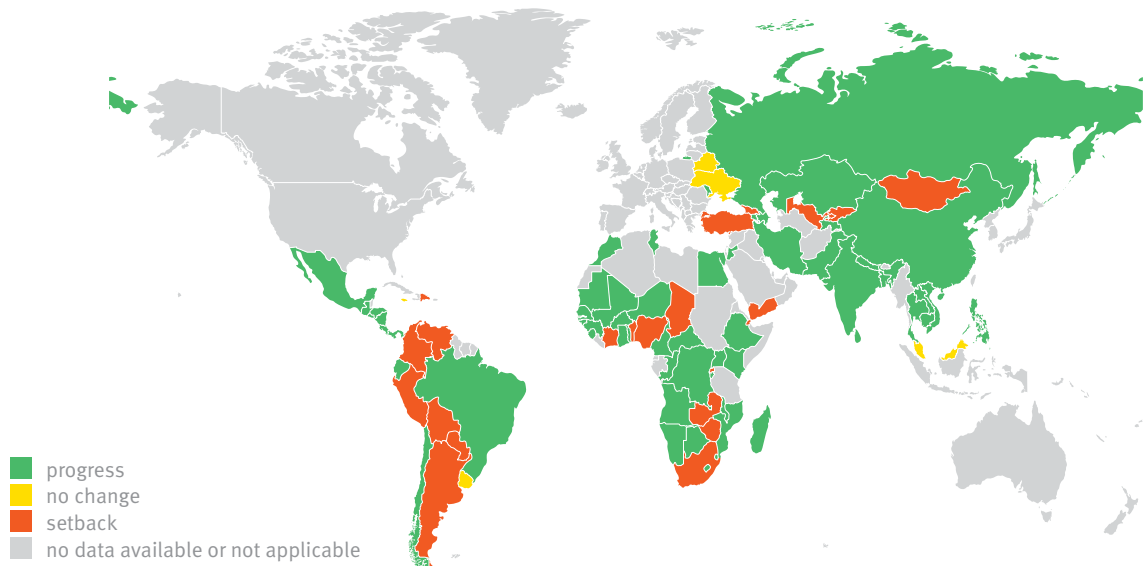 progress
no change
setback
no data available or not applicable